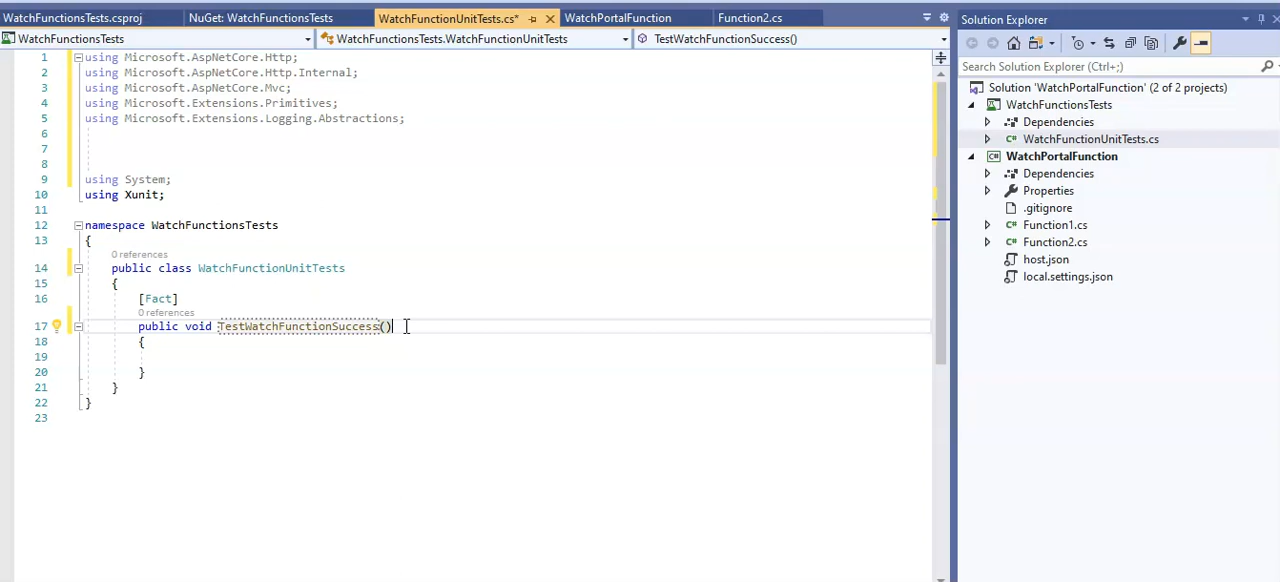 WatchFunctionsTests.csproj NuGet: WatchFunctionsTests WatchFunctionUnitTests.cs* WatchPortalFunction Function2.cs
WatchFunctionsTests WatchFunctionsTests.WatchFunctionUnitTests TestWatchFunctionSuccess()
1 using Microsoft.AspNetCore.Http;
2 using Microsoft.AspNetCore.Http.Internal;
3 using Microsoft.AspNetCore.Mvc;
4 using Microsoft.Extensions.Primitives;
5 using Microsoft.Extensions.Logging.Abstractions;
6
7
8
9 using System;
10 using Xunit;
11
12 namespace WatchFunctionsTests
13 {
0 references
14 public class WatchFunctionUnitTests
15 {
16 [Fact]
0 references
17 public void TestWatchFunctionSuccess()
18 {
19
20 }
21 }
22 }
23
Solution Explorer
Search Solution Explorer (Ctrl+;)
Solution 'WatchPortalFunction' (2 of 2 projects)
WatchFunctionsTests
Dependencies
C# WatchFunctionUnitTests.cs
C# WatchPortalFunction
Dependencies
Properties
.gitignore
C# Function1.cs
C# Function2.cs
host.json
local.settings.json